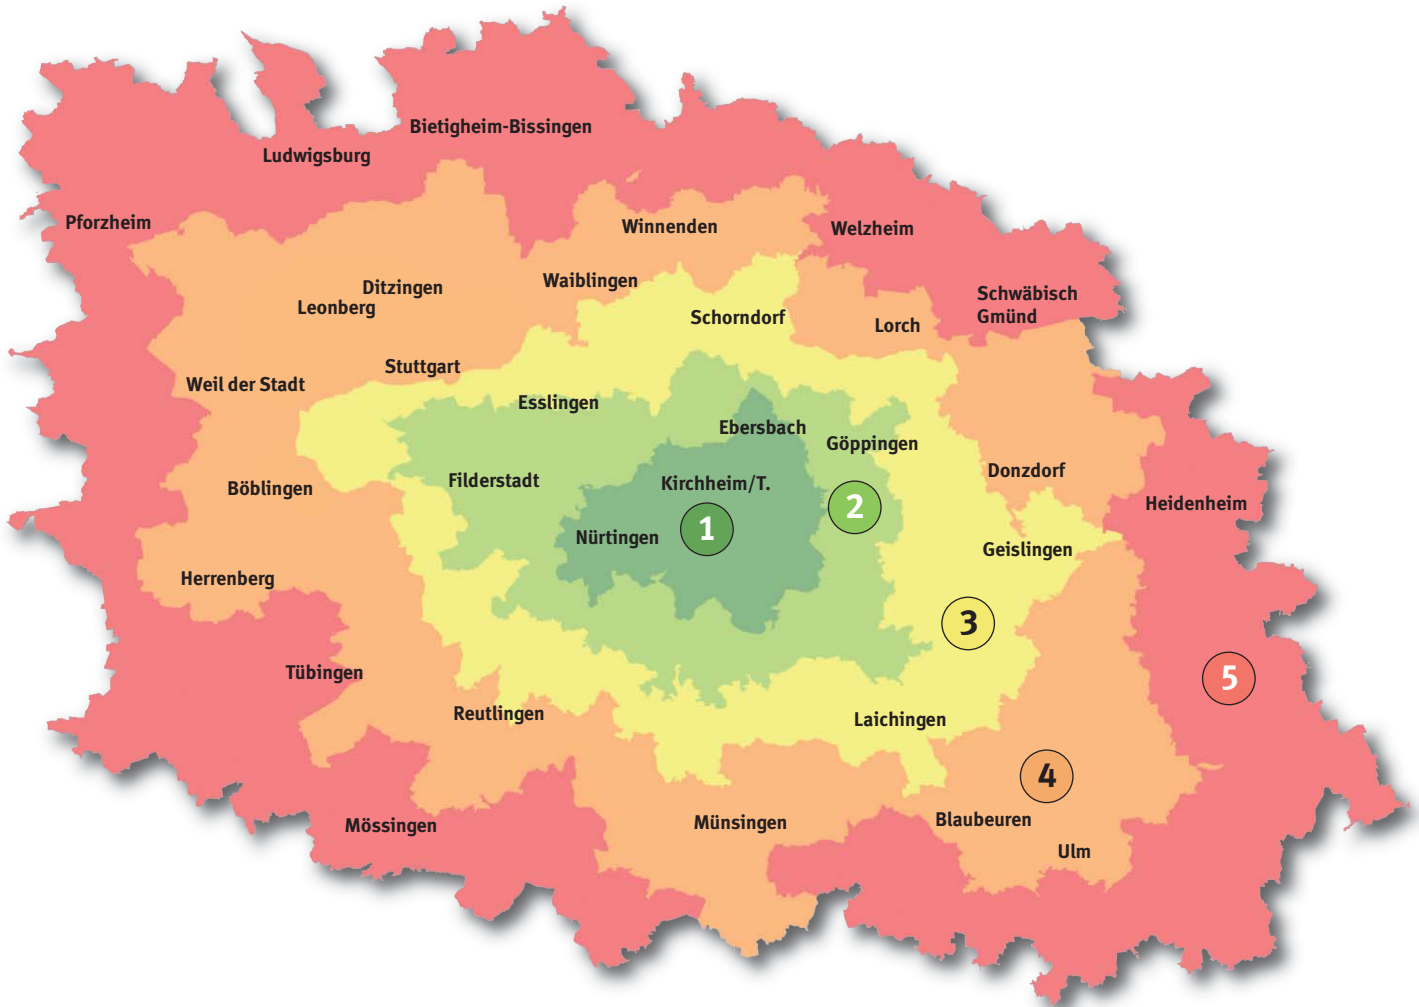 Bietigheim-Bissingen
Ludwigsburg
Pforzheim
Winnenden
Welzheim
Waiblingen
Ditzingen
Leonberg
Schwäbisch
Gmünd
Schorndorf
Lorch
Stuttgart
Weil der Stadt
Esslingen
Ebersbach
Göppingen
Donzdorf
Filderstadt
Kirchheim/T.
Böblingen
Heidenheim
2
1
Nürtingen
Geislingen
Herrenberg
3
Tübingen
5
Reutlingen
Laichingen
4
Mössingen
Münsingen
Blaubeuren
Ulm